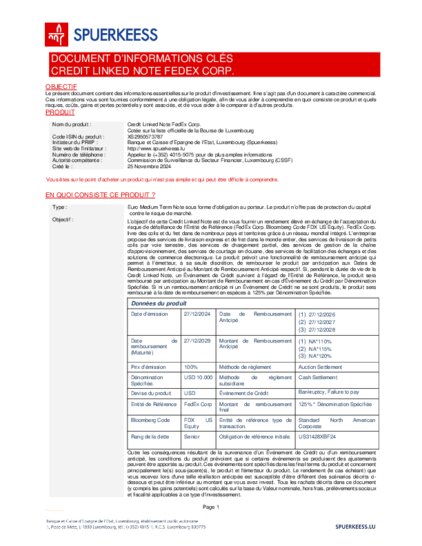 SPUERKEESS
DOCUMENT D'INFORMATIONS CLÉS
CREDIT LINKED NOTE FEDEX CORP.
OBJECTIF
Le présent document contient des informations essentielles sur le produit d'investissement. Il ne s'agit pas d'un document à caractère commercial.
Ces informations vous sont fournies conformément à une obligation légale, afin de vous aider à comprendre en quoi consiste ce produit et quels
risques, coûts, gains et pertes potentiels y sont associés, et de vous aider à le comparer à d'autres produits.
PRODUIT
Nom du produit : Credit Linked Note FedEx Corp.
Cotée sur la liste officielle de la Bourse de Luxembourg
Code ISIN du produit : XS2950573787
Initiateur du PRIIP : Banque et Caisse d'Epargne de l'Etat, Luxembourg (Spuerkeess)
Site web de l'initiateur : http://www.spuerkeess.lu
Numéro de téléphone : Appelez le (+352) 4015-5075 pour de plus amples informations
Autorité compétente : Commission de Surveillance du Secteur Financier, Luxembourg (CSSF)
Créé le : 25 Novembre 2024
Vous êtes sur le point d'acheter un produit qui n'est pas simple et qui peut être difficile à comprendre.
EN QUOI CONSISTE CE PRODUIT ?
Type : Euro Medium Term Note sous forme d'obligation au porteur. Le produit n'offre pas de protection du capital
contre le risque de marché.
Objectif : L'objectif de cette Credit Linked Note est de vous fournir un rendement élevé en échange de l'acceptation du
risque de défaillance de l'Entité de Référence (FedEx Corp. Bloomberg Code FDX US Equity). FedEx Corp.
livre des colis et du fret dans de nombreux pays et territoires grâce à un réseau mondial intégré. L'entreprise
propose des services de livraison express et de fret dans le monde entier, des services de livraison de petits
colis par voie terrestre, des services de chargement partiel, des services de gestion de la chaîne
d'approvisionnement, des services de courtage en douane, des services de facilitation des échanges et des
solutions de commerce électronique. Le produit prévoit une fonctionnalité de remboursement anticipé qui
permet à l'émetteur, à sa seule discrétion, de rembourser le produit par anticipation aux Dates de
Remboursement Anticipé au Montant de Remboursement Anticipé respectif. Si, pendant la durée de vie de la
Credit Linked Note, un Événement de Crédit survient à l'égard de l'Entité de Référence, le produit sera
remboursé par anticipation au Montant de Remboursement en cas d'Événement du Crédit par Dénomination
Spécifiée. Si ni un remboursement anticipé ni un Événement de Crédit ne se sont produits, le produit sera
remboursé à la date de remboursement en espèces à 125% par Dénomination Spécifiée.
Données du produit
Date d'émission 27/12/2024 Date de Remboursement (1) 27/12/2026
Anticipé (2) 27/12/2027
(3) 27/12/2028
Date de 27/12/2029 Montant de Remboursement (1) NA*110%
remboursement Anticipé (2) NA*115%
(Maturité) (3) NA*120%
Prix d'émission 100% Méthode de règlement Auction Settlement
Dénomination USD 10.000 Méthode de règlement Cash Settlement
Spécifiée subsidiaire
Devise du produit USD Événement de Crédit Bankruptcy, Failure to pay
Entité de Référence FedEx Corp Montant de remboursement 125% * Dénomination Spécifiée
final
Bloomberg Code FDX US Entité de référence type de Standard North American
Equity transaction. Corporate
Rang de la dette Senior Obligation de référence initiale. US31428XBF24
Outre les conséquences résultant de la survenance d'un Événement de Crédit ou d'un remboursement
anticipé, les conditions du produit prévoient que si certains événements se produisent des ajustements
peuvent être apportés au produit. Ces événements sont spécifiés dans les final terms du produit et concernent
principalement le(s) sous-jacent(s), le produit et l'émetteur du produit. Le rendement (le cas échéant) que
vous recevrez lors d'une telle résiliation anticipée est susceptible d'être différent des scénarios décrits ci-
dessous et peut être inférieur au montant que vous avez investi. Tous les rachats décrits dans ce document
(y compris les gains potentiels) sont calculés sur la base du Valeur nominale, hors frais, prélèvements sociaux
et fiscalité applicables à ce type d'investissement.
Page 1
Banque et Caisse d'Epargne de l'Etat, Luxembourg, établissement public autonome
1, Place de Metz, L-1930 Luxembourg, tél.: (+352) 4015-1, R.C.S. Luxembourg B30775
SPUERKEESS.LU